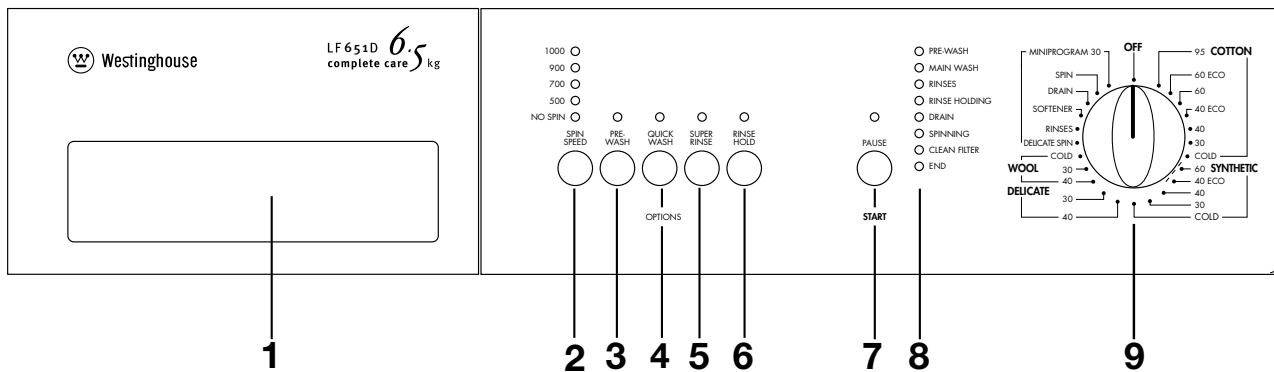 Westinghouse
LF651D 6.5 kg
complete care
1000
900
700
500
NO SPIN
SPIN
SPEED
PRE-
WASH
QUICK
WASH
SUPER
RINSE
RINSE
HOLD
OPTIONS
PAUSE
START
PRE-WASH
MAIN WASH
RINSES
RINSE HOLDING
DRAIN
SPINNING
CLEAN FILTER
END
OFF
MINIPROGRAM 30
SPIN
DRAIN
SOFTENER
RINSES
DELICATE SPIN
COLD
WOOL 30
40
DELICATE
30
40
95 COTTON
60 ECO
60
40 ECO
40
30
COLD
60 SYNTHETIC
40 ECO
40
30
COLD
1 2 3 4 5 6 7 8 9